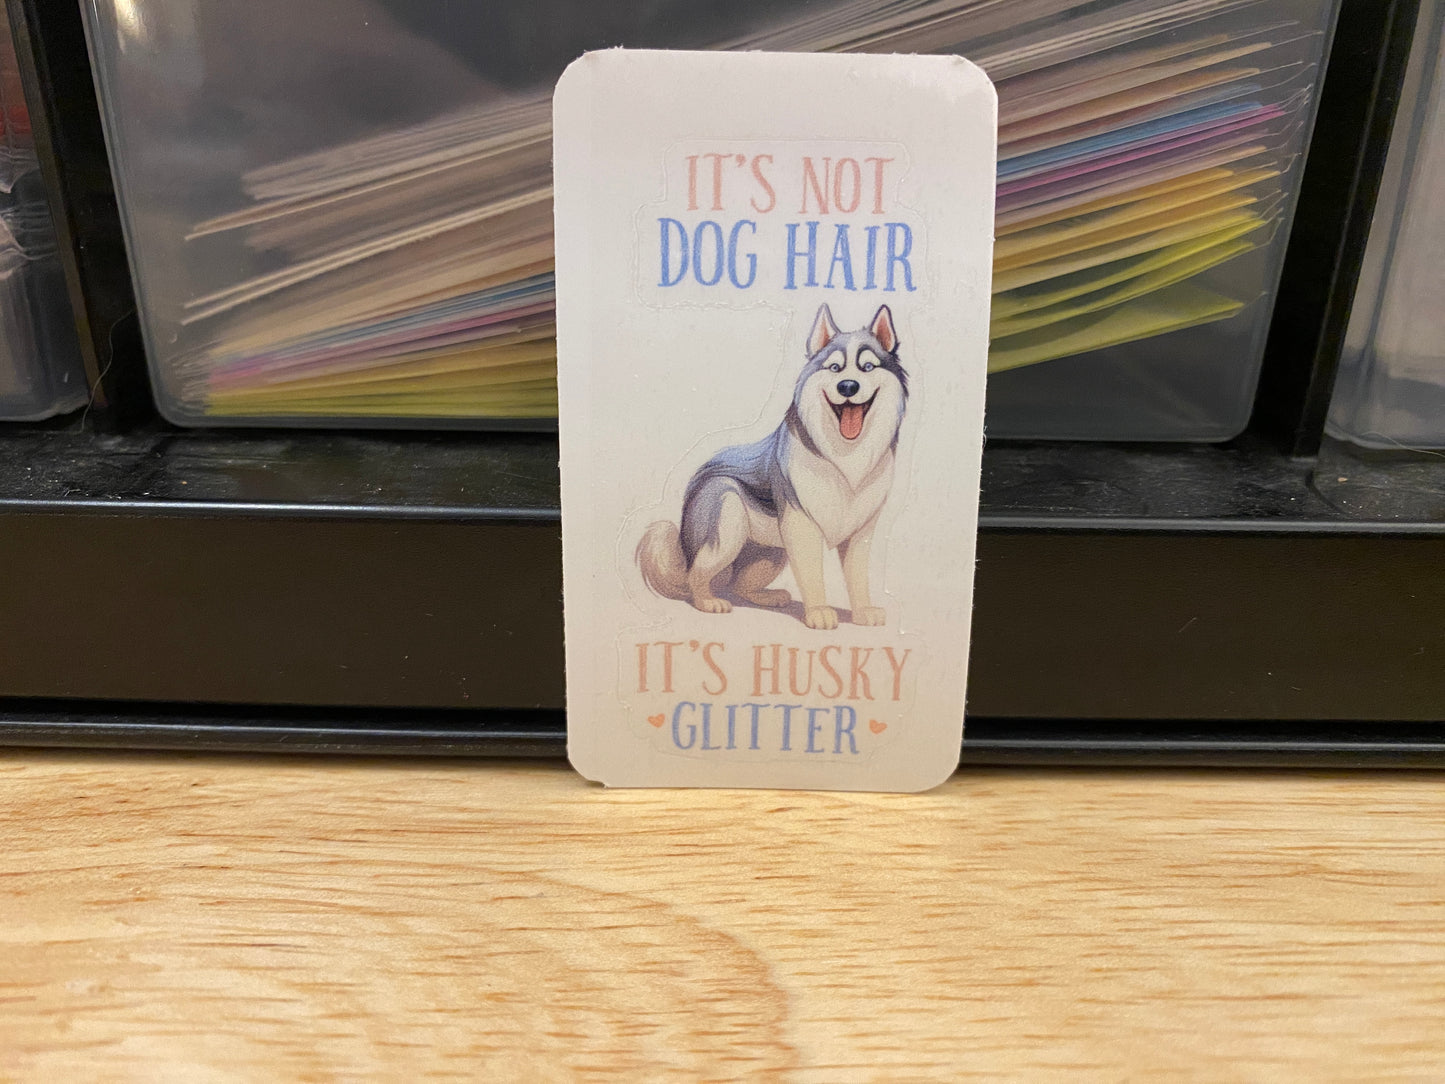 IT'S NOT
DOG HAIR
IT'S HUSKY
GLITTER